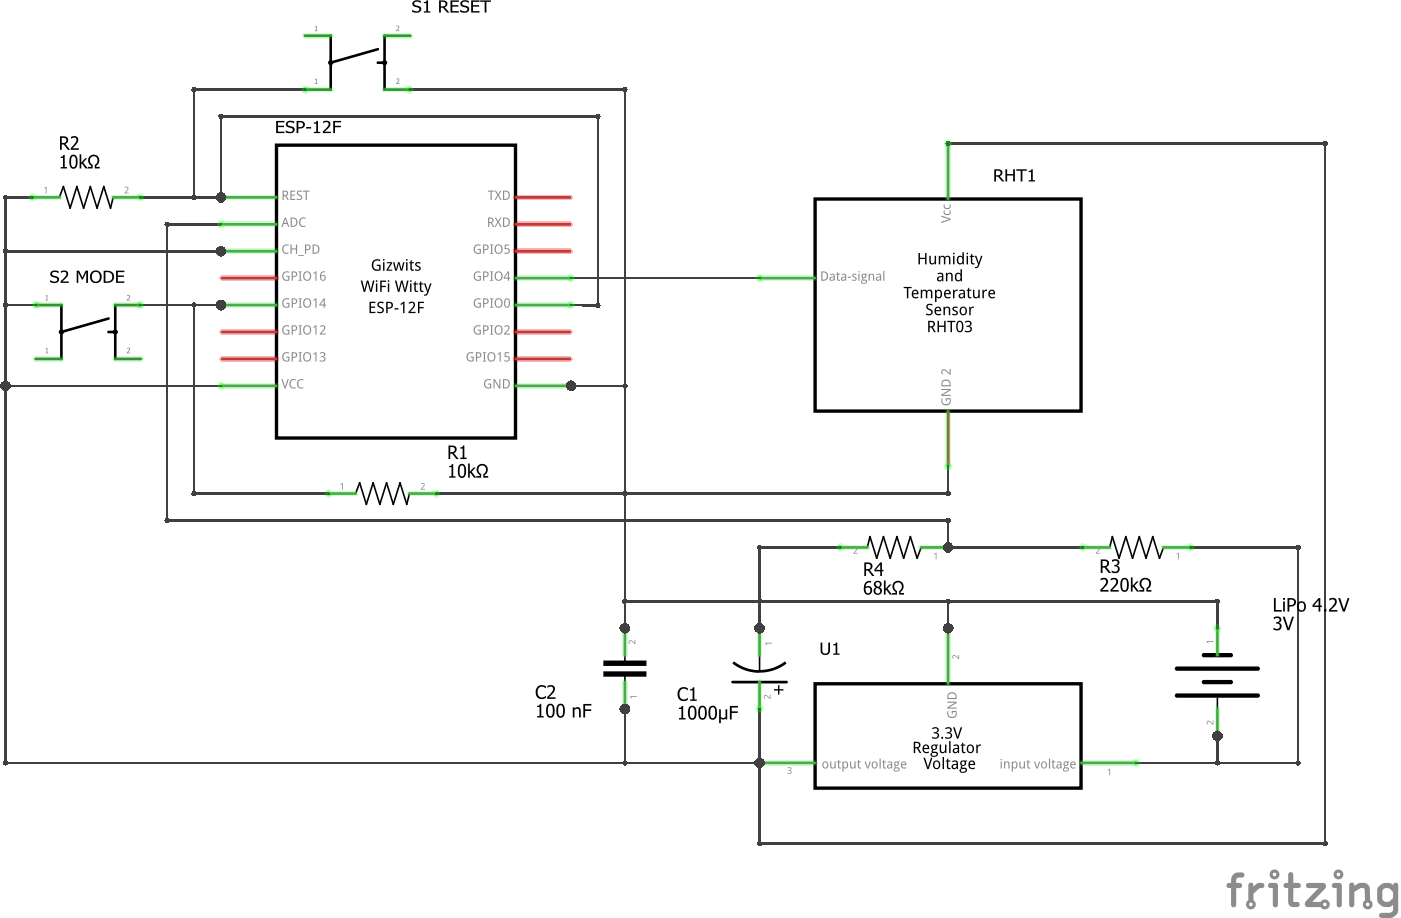 S1 RESET
1
2
1
2
ESP-12F
R2
10kΩ
1
2
REST
ADC
CH_PD
GPIO16
GPIO14
GPIO12
GPIO13
VCC
Gizwits
WiFi Witty
ESP-12F
TXD
RXD
GPIO5
GPIO4
GPIO0
GPIO2
GPIO15
GND
S2 MODE
1
2
1
2
RHT1
Vcc
Data-signal
Humidity
and
Temperature
Sensor
RHT03
GND 2
R1
10kΩ
1
2
2
1
R4
68kΩ
2
1
R3
220kΩ
LiPo 4.2V
3V
1
2
C2
100 nF
2
1
C1
1000µF
1
2
+
U1
2
GND
3.3V
Regulator
Voltage
output voltage
input voltage
3
1
fritzing